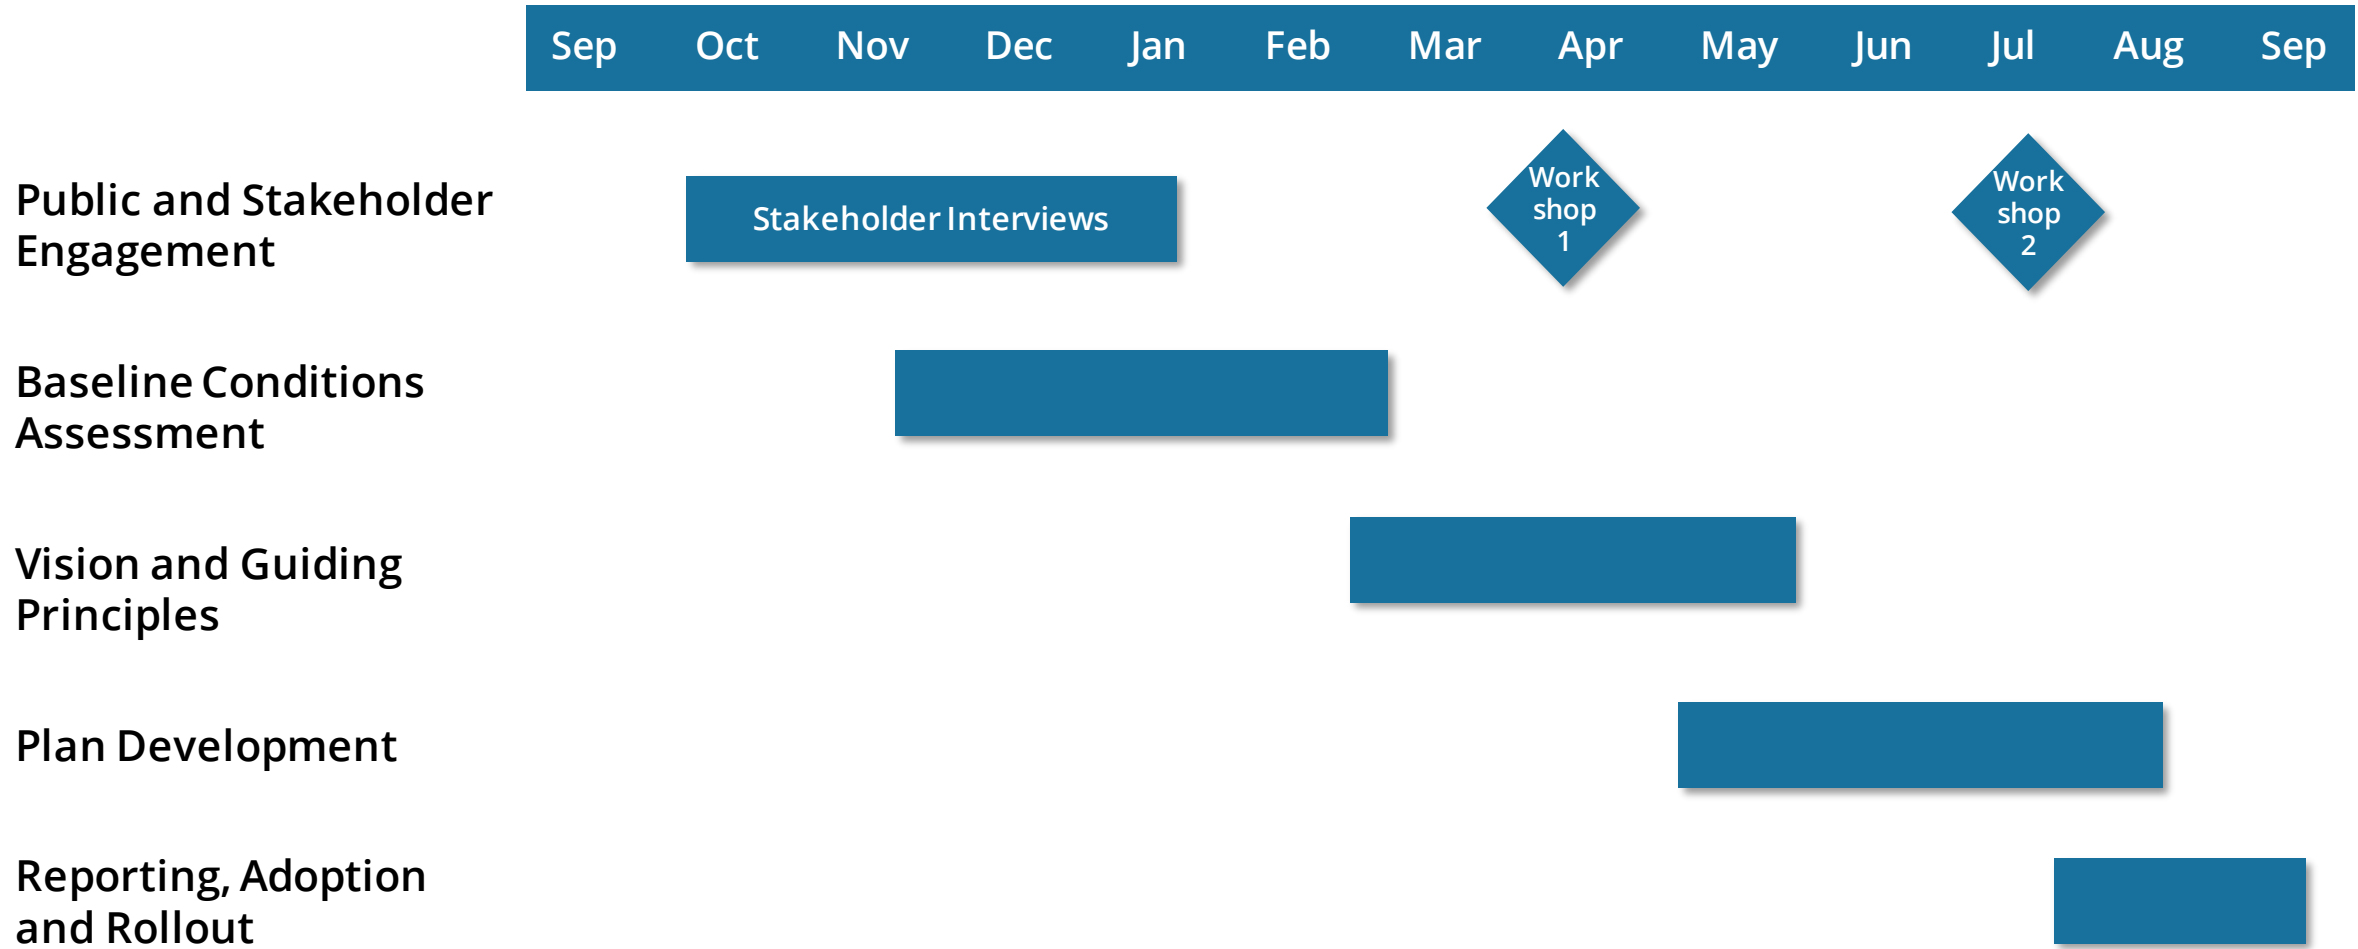 Sep Oct Nov Dec Jan Feb Mar Apr May Jun Jul Aug Sep
Public and Stakeholder
Engagement
Stakeholder Interviews
Work
shop
1
Work
shop
2
Baseline Conditions
Assessment
Vision and Guiding
Principles
Plan Development
Reporting, Adoption
and Rollout